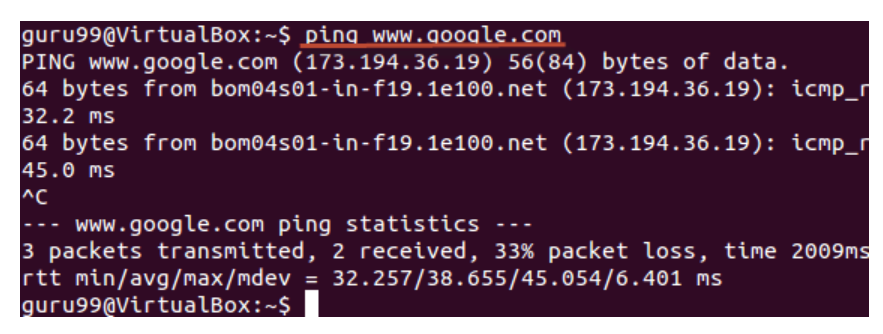 guru99@VirtualBox:~$ ping www.google.com
PING www.google.com (173.194.36.19) 56(84) bytes of data.
64 bytes from bom04s01-in-f19.1e100.net (173.194.36.19): icmp_r
32.2 ms
64 bytes from bom04s01-in-f19.1e100.net (173.194.36.19): icmp_r
45.0 ms
^C
--- www.google.com ping statistics ---
3 packets transmitted, 2 received, 33% packet loss, time 2009ms
rtt min/avg/max/mdev = 32.257/38.655/45.054/6.401 ms
guru99@VirtualBox:~$